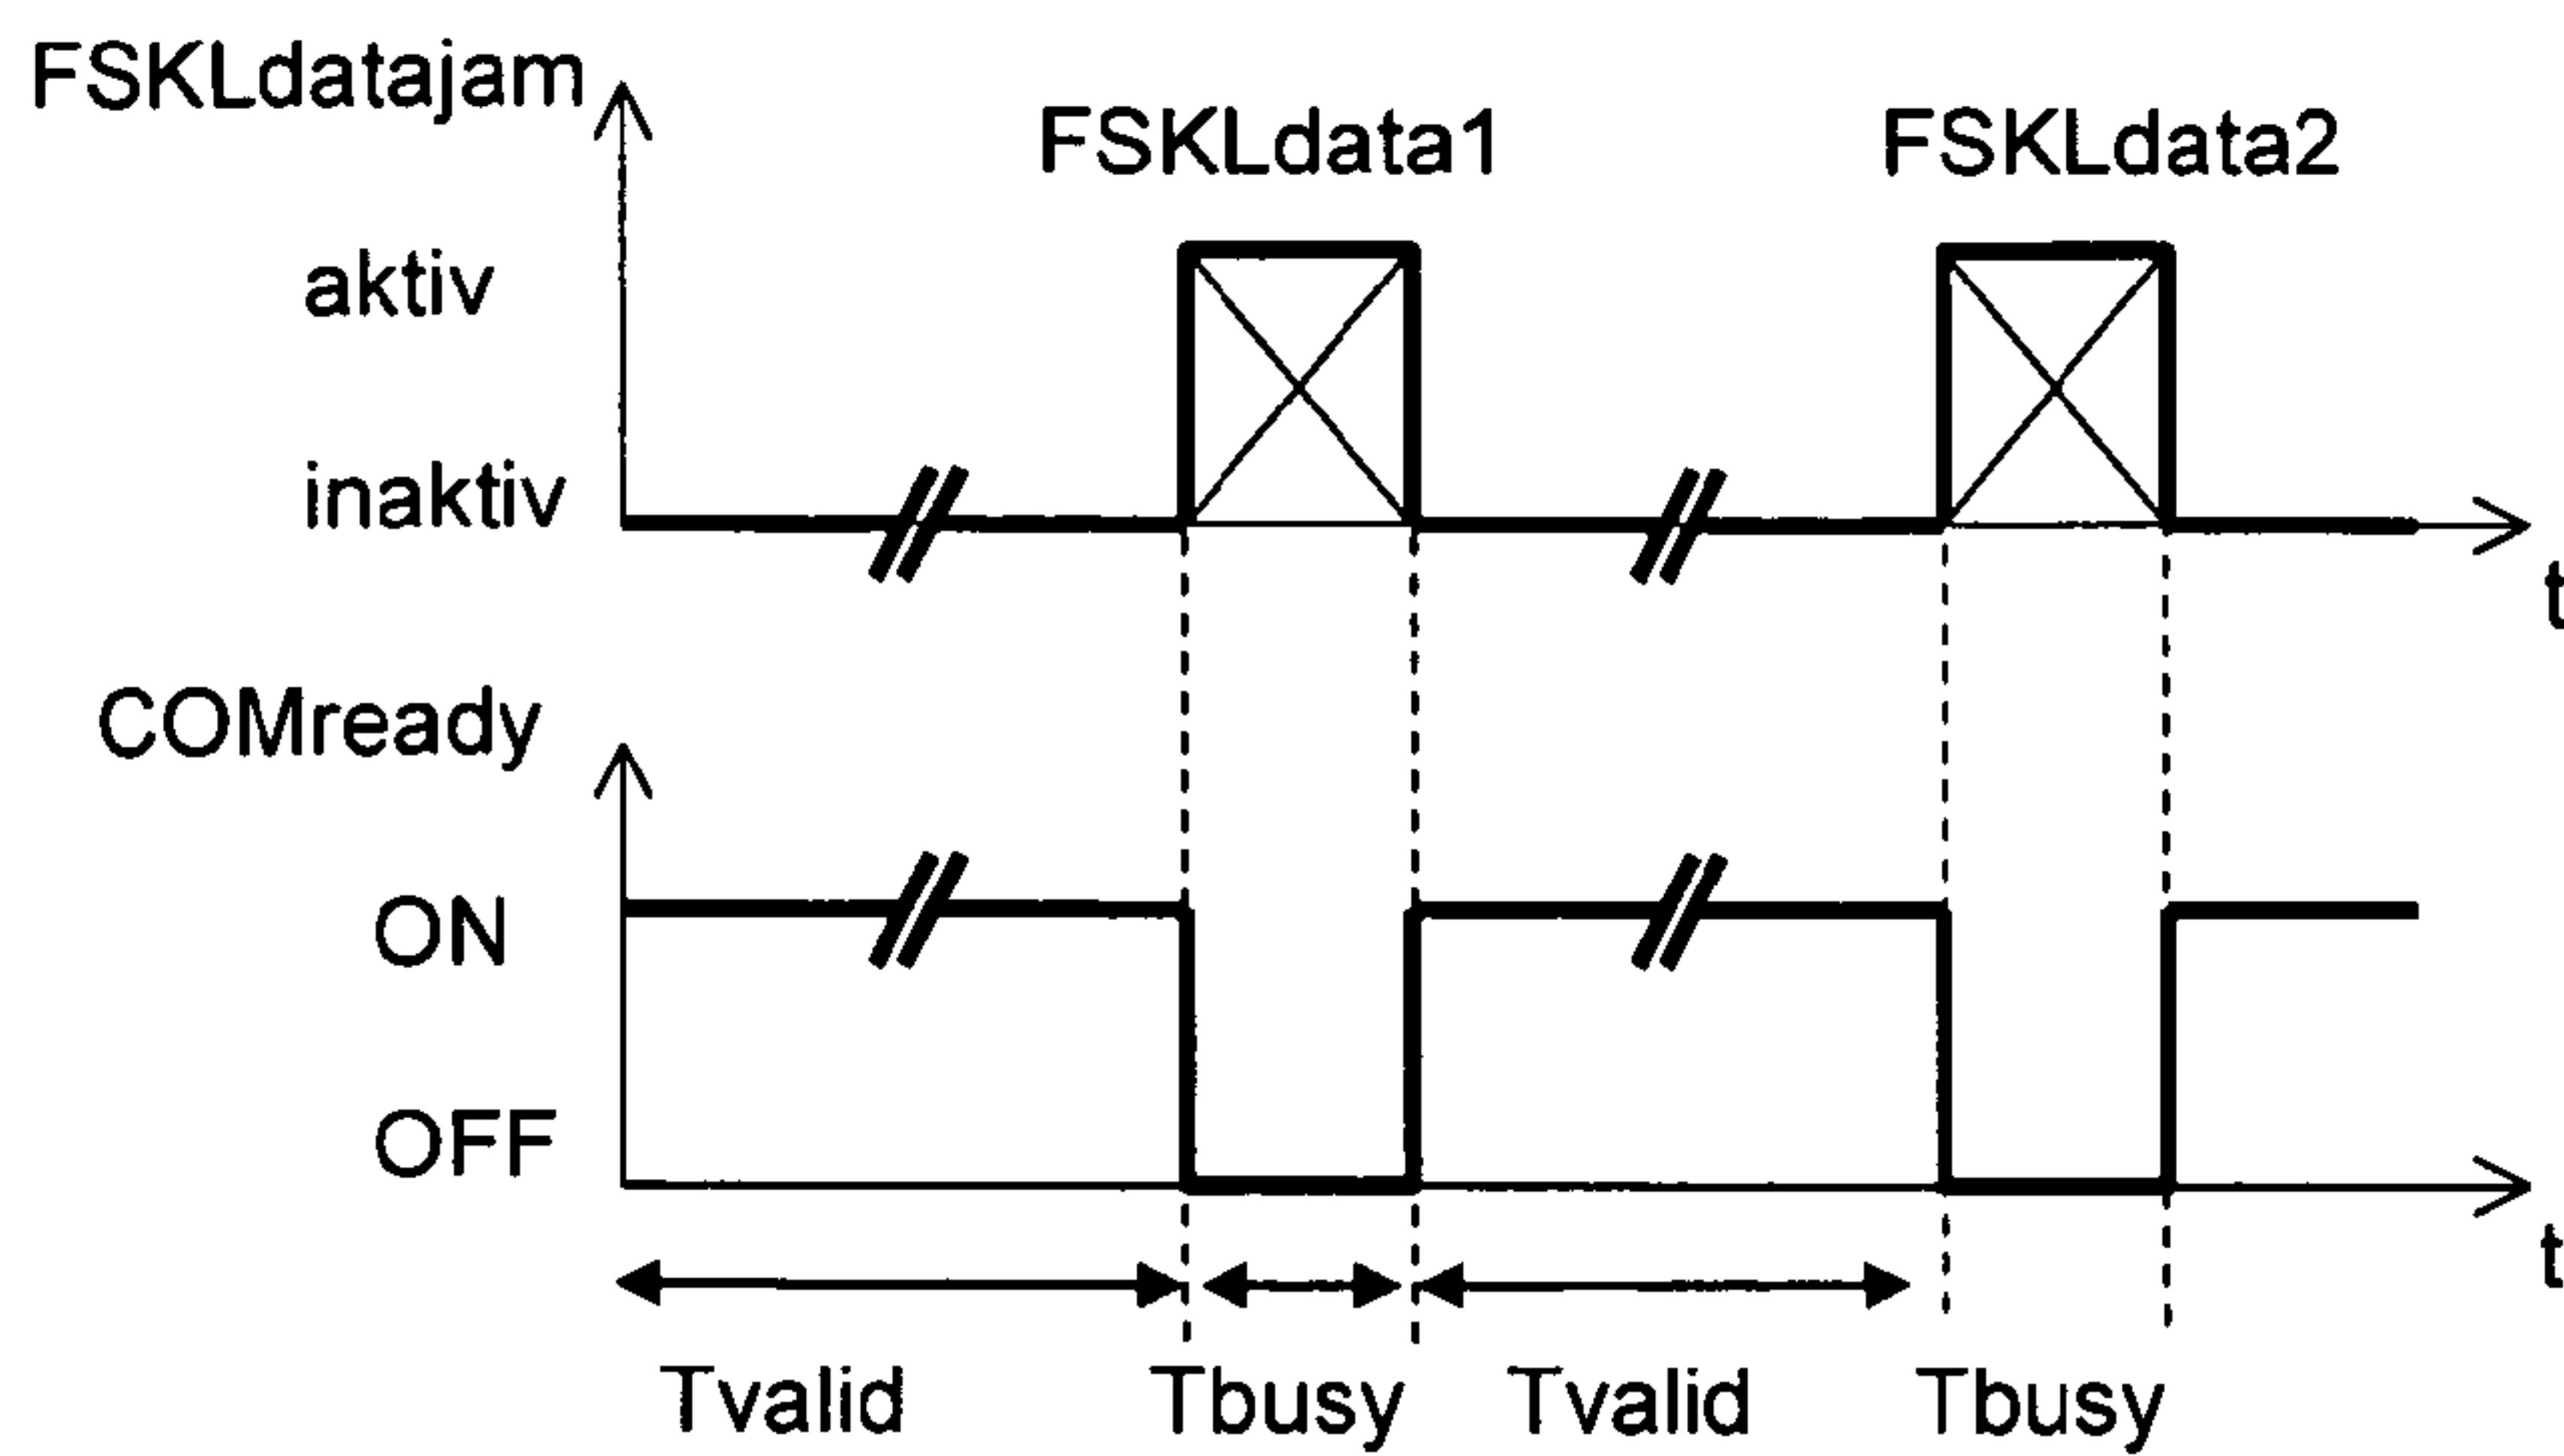 FSKLdatajam
FSKLdata1
FSKLdata2
aktiv
inaktiv
t
COMready
ON
OFF
t
Tvalid
Tbusy
Tvalid
Tbusy